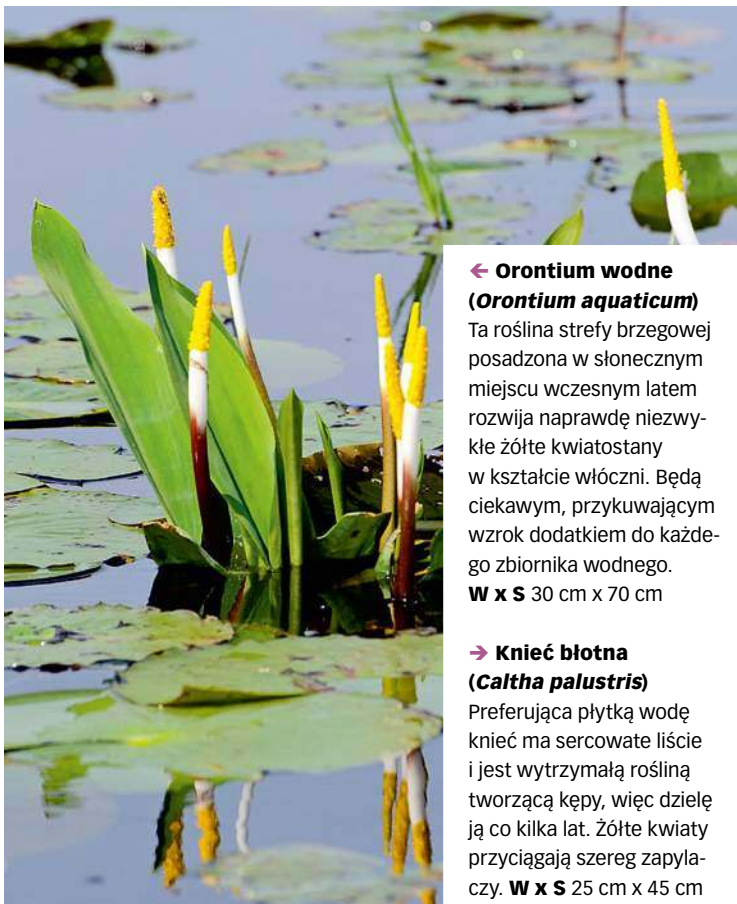 ← Orontium wodne
(Orontium aquaticum)
Ta roślina strefy brzegowej
posadzona w słonecznym
miejscu wczesnym latem
rozwija naprawdę niezwy-
kłe żółte kwiatostany
w kształcie włóczni. Będą
ciekawym, przykuwającym
wzrok dodatkiem do każde-
go zbiornika wodnego.
W x S 30 cm x 70 cm
→ Knieć błotna
(Caltha palustris)
Preferująca płytką wodę
knieć ma sercowate liście
i jest wytrzymałą rośliną
tworzącą kępy, więc dzielę
ją co kilka lat. Żółte kwiaty
przyciągają szereg zapyla-
czy. W x S 25 cm x 45 cm